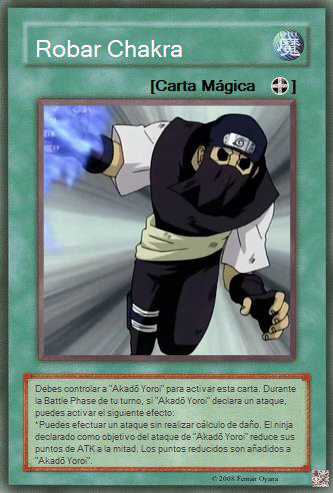 Robar Chakra
魔
[Carta Mágica ]
Debes controlar a "Akadō Yoroi" para activar esta carta. Durante
la Battle Phase de tu turno, si "Akadō Yoroi" declara un ataque,
puedes activar el siguiente efecto:
*Puedes efectuar un ataque sin realizar cálculo de daño. El ninja
declarado como objetivo del ataque de "Akadō Yoroi" reduce sus
puntos de ATK a la mitad. Los puntos reducidos son añadidos a
"Akadō Yoroi".
© 2008 Oyana